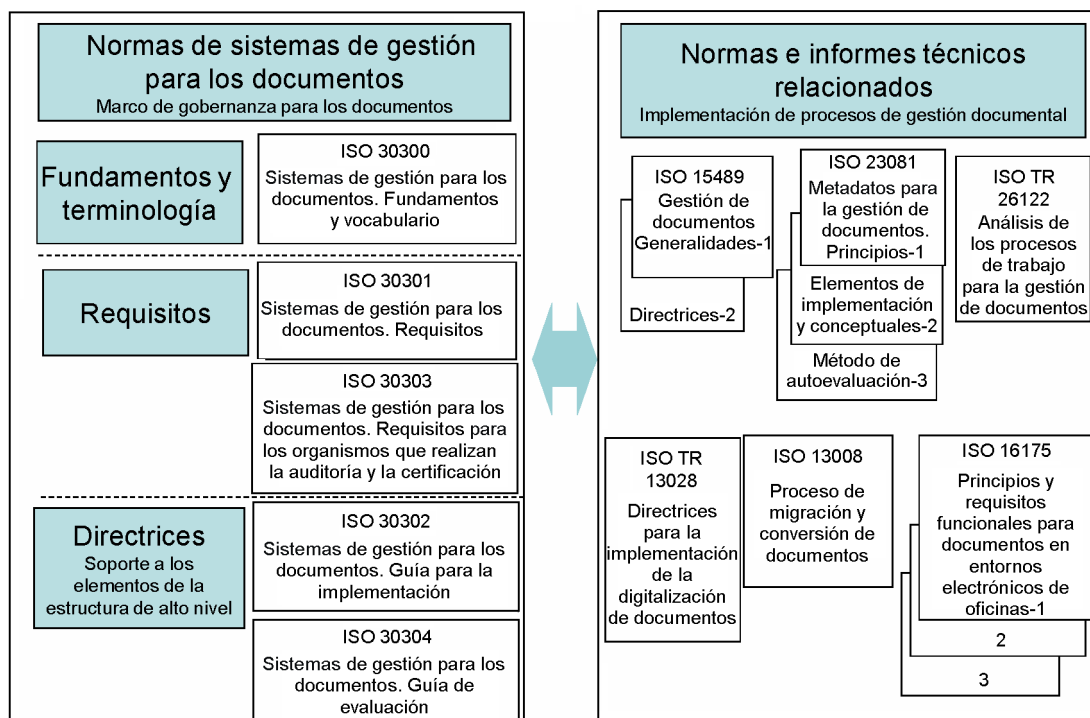 Normas de sistemas de gestión
para los documentos
Marco de gobernanza para los documentos
Fundamentos y
terminología
ISO 30300
Sistemas de gestión para los
documentos. Fundamentos
y vocabulario
Requisitos
ISO 30301
Sistemas de gestión para los
documentos. Requisitos
ISO 30303
Sistemas de gestión para los
documentos. Requisitos para
los organismos que realizan
la auditoría y la certificación
Directrices
Soporte a los
elementos de la
estructura de alto nivel
ISO 30302
Sistemas de gestión para los
documentos. Guía para la
implementación
ISO 30304
Sistemas de gestión para los
documentos. Guía de
evaluación
Normas e informes técnicos
relacionados
Implementación de procesos de gestión documental
ISO 15489
Gestión de
documentos
Generalidades-1
Directrices-2
ISO 23081
Metadatos para
la gestión de
documentos.
Principios-1
Elementos de
implementación
y conceptuales-2
Método de
autoevaluación-3
ISO TR
26122
Análisis de
los procesos
de trabajo
para la gestión
de documentos
ISO TR
13028
Directrices
para la
implementación
de la
digitalización
de documentos
ISO 13008
Proceso de
migración y
conversión de
documentos
ISO 16175
Principios y
requisitos
funcionales para
documentos en
entornos
electrónicos de
oficinas-1
2
3